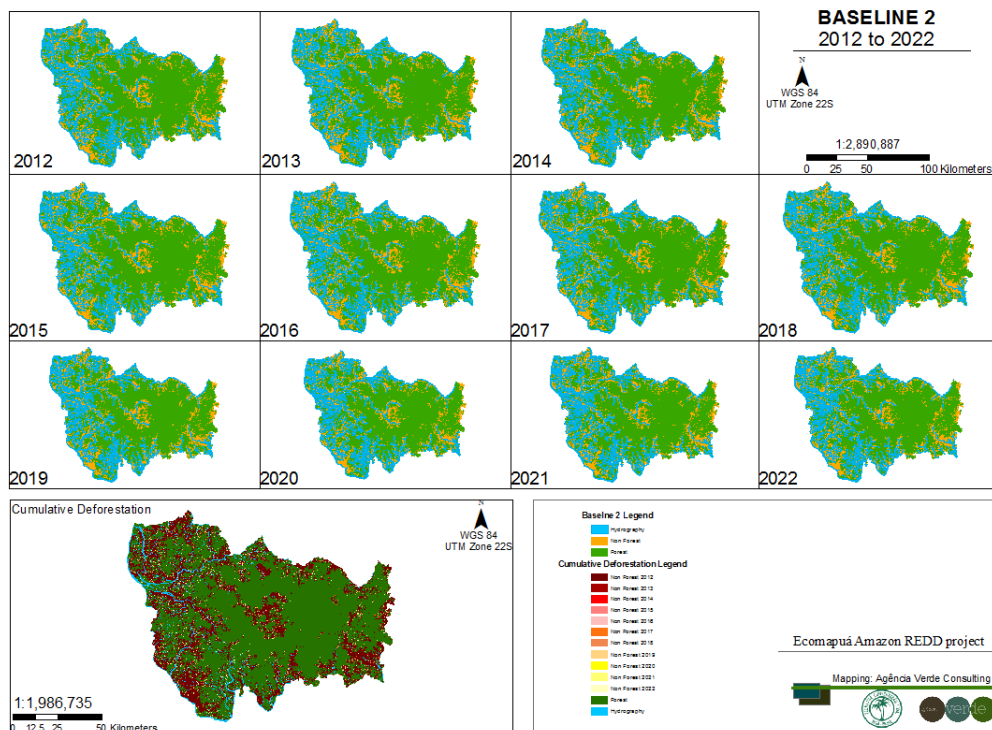 BASELINE 2
2012 to 2022
N
WGS 84
UTM Zone 22S
1:2,890,887
0 25 50 100 Kilometers
2012
2013
2014
2015
2016
2017
2018
2019
2020
2021
2022
Cumulative Deforestation
N
WGS 84
UTM Zone 22S
1:1,986,735
0 12.5 25 50 Kilometers
Baseline 2 Legend
Hydrography
Non Forest
Forest
Cumulative Deforestation Legend
Non Forest 2012
Non Forest 2013
Non Forest 2014
Non Forest 2015
Non Forest 2016
Non Forest 2017
Non Forest 2018
Non Forest 2019
Non Forest 2020
Non Forest 2021
Non Forest 2022
Forest
Hydrography
Ecomapuá Amazon REDD project
Mapping: Agência Verde Consulting
verde